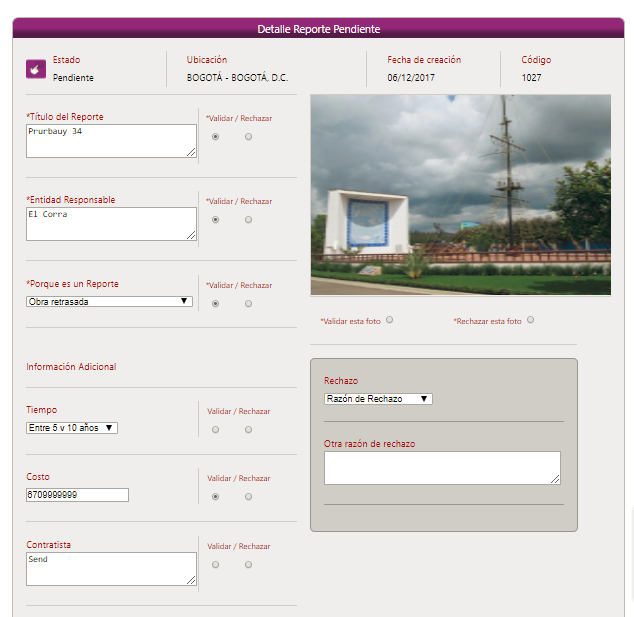 Detalle Reporte Pendiente
Estado
Pendiente
Ubicación
BOGOTÁ - BOGOTÁ, D.C.
Fecha de creación
06/12/2017
Código
1027
*Título del Reporte
Prurbauy 34
*Validar / Rechazar
*Entidad Responsable
El Corra
*Validar / Rechazar
*Porque es un Reporte
Obra retrasada
*Validar / Rechazar
*Validar esta foto
*Rechazar esta foto
Información Adicional
Tiempo
Entre 5 y 10 años
Validar / Rechazar
Costo
6709999999
Validar / Rechazar
Contratista
Send
Validar / Rechazar
Rechazo
Razón de Rechazo
Otra razón de rechazo